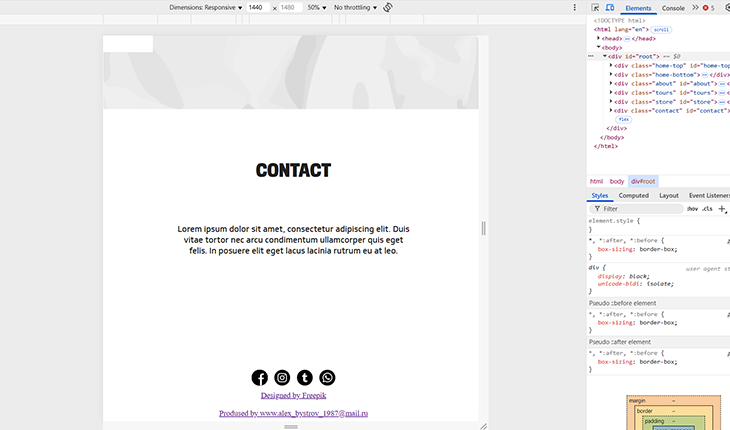 Dimensions: Responsive 1440 × 1480 50% No throttling
Elements Console » 5
<!DOCTYPE html>
<html lang="en"> scroll
<head> </head>
<body>
<div id="root"> == $0
<div class="home-top" id="home-top
<div class="home-bottom"> </div>
<div class="about" id="about">
<div class="tours" id="tours">
<div class="store" id="store">
<div class="contact" id="contact">
flex
</div>
</body>
</html>
html body div#root
Styles Computed Layout Event Listeners
Filter :hov .cls
element.style {
}
*, *:after, *:before {
box-sizing: border-box;
}
div { user agent st
display: block;
unicode-bidi: isolate;
}
Pseudo ::before element
*, *:after, *:before {
box-sizing: border-box;
}
Pseudo ::after element
*, *:after, *:before {
box-sizing: border-box;
}
margin –
border –
padding –
CONTACT
Lorem ipsum dolor sit amet, consectetur adipiscing elit. Duis
vitae tortor nec arcu condimentum ullamcorper quis eget
felis. In posuere elit eget lacus lacinia rutrum eu at leo.
Designed by Freepik
Prodused by www.alex_bystrov_1987@mail.ru